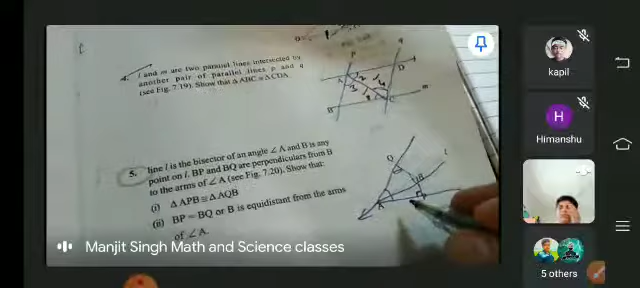 4. l and m are two parallel lines intersected by
another pair of parallel lines p and q
(see Fig. 7.19). Show that Δ ABC ≅ Δ CDA.
p
q
A
D
B
C
m
5. line l is the bisector of an angle ∠ A and B is any
point on l. BP and BQ are perpendiculars from B
to the arms of ∠ A (see Fig. 7.20). Show that:
(i) Δ APB ≅ Δ AQB
(ii) BP = BQ or B is equidistant from the arms
of ∠A.
Q
l
B
A
P
Manjit Singh Math and Science classes
kapil
H
Himanshu
5 others